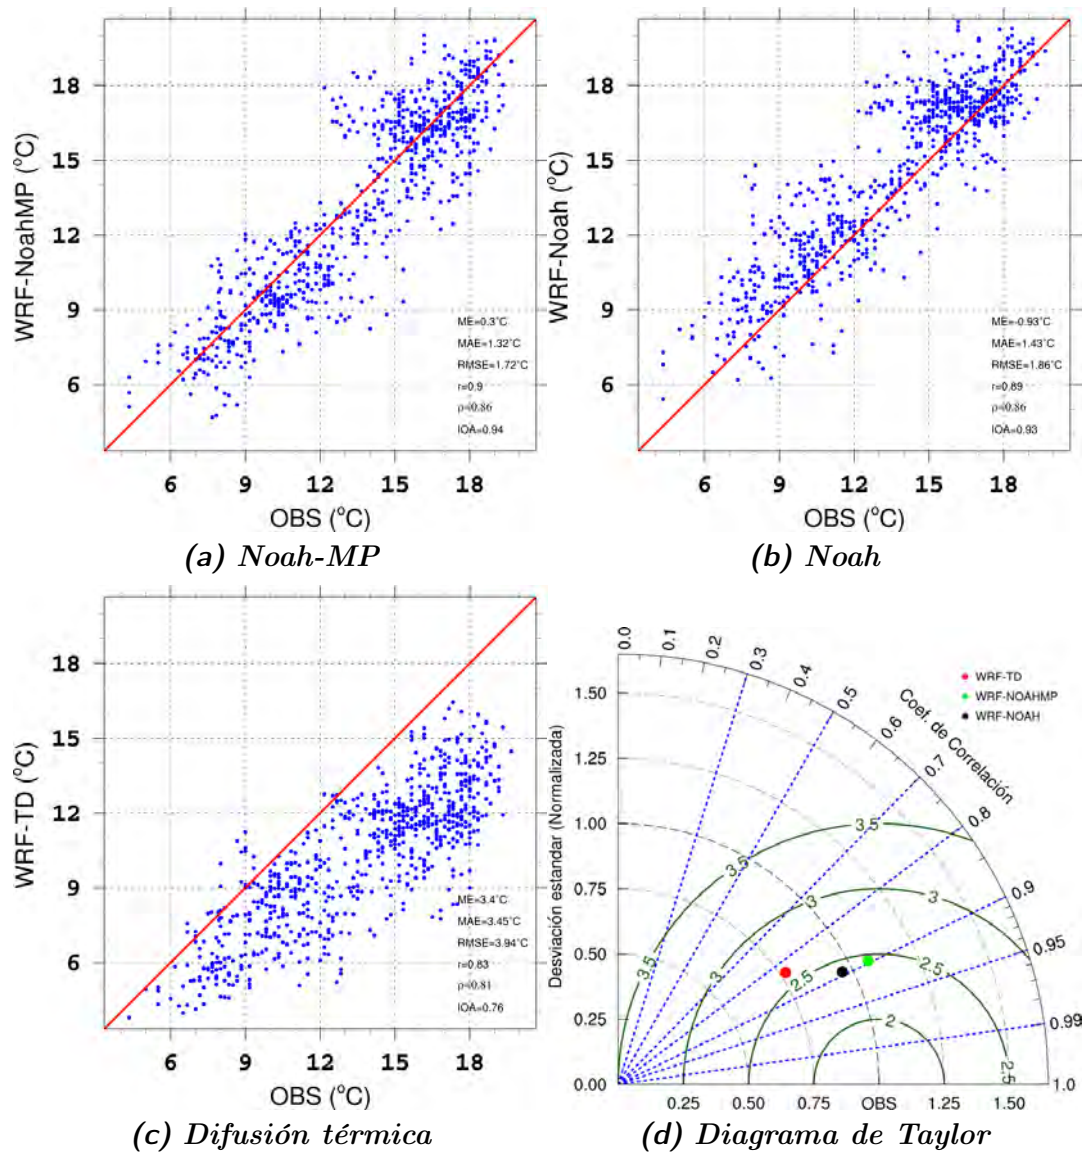 18
15
12
9
6
WRF-NoahMP (°C)
ME=0.3°C
MAE=1.32°C
RMSE=1.72°C
r=0.9
ρ=0.86
IOA=0.94
6 9 12 15 18
OBS (°C)
(a) Noah-MP
18
15
12
9
6
WRF-Noah (°C)
ME=-0.93°C
MAE=1.43°C
RMSE=1.86°C
r=0.89
ρ=0.86
IOA=0.93
6 9 12 15 18
OBS (°C)
(b) Noah
18
15
12
9
6
WRF-TD (°C)
ME=3.4°C
MAE=3.45°C
RMSE=3.94°C
r=0.83
ρ=0.81
IOA=0.76
6 9 12 15 18
OBS (°C)
(c) Difusión térmica
WRF-TD
WRF-NOAHMP
WRF-NOAH
0.0 0.1 0.2 0.3 0.4 0.5 0.6 0.7 0.8 0.9 0.95 0.99 1.0
Coef. de Correlación
Desviación estandar (Normalizada)
1.50
1.25
1.00
0.75
0.50
0.25
0.00
3.5 3.5 3.5
3 3 3
2.5 2.5 2.5
2
0.25 0.50 0.75 OBS 1.25 1.50
(d) Diagrama de Taylor